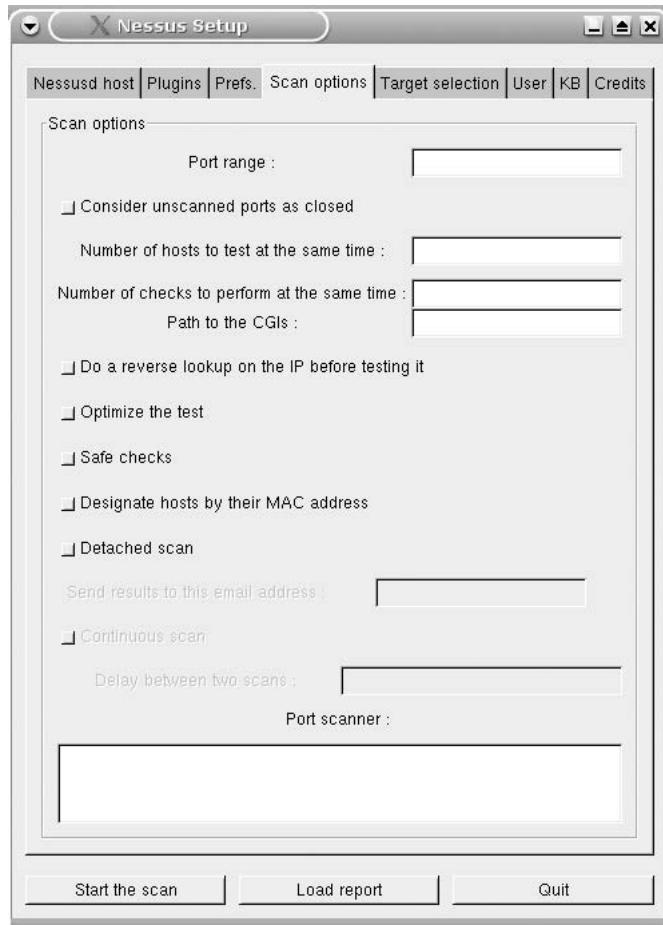 Nessus Setup
Nessusd host Plugins Prefs. Scan options Target selection User KB Credits
Scan options
Port range :
Consider unscanned ports as closed
Number of hosts to test at the same time :
Number of checks to perform at the same time :
Path to the CGIs :
Do a reverse lookup on the IP before testing it
Optimize the test
Safe checks
Designate hosts by their MAC address
Detached scan
Send results to this email address :
Continuous scan
Delay between two scans :
Port scanner :
Start the scan Load report Quit